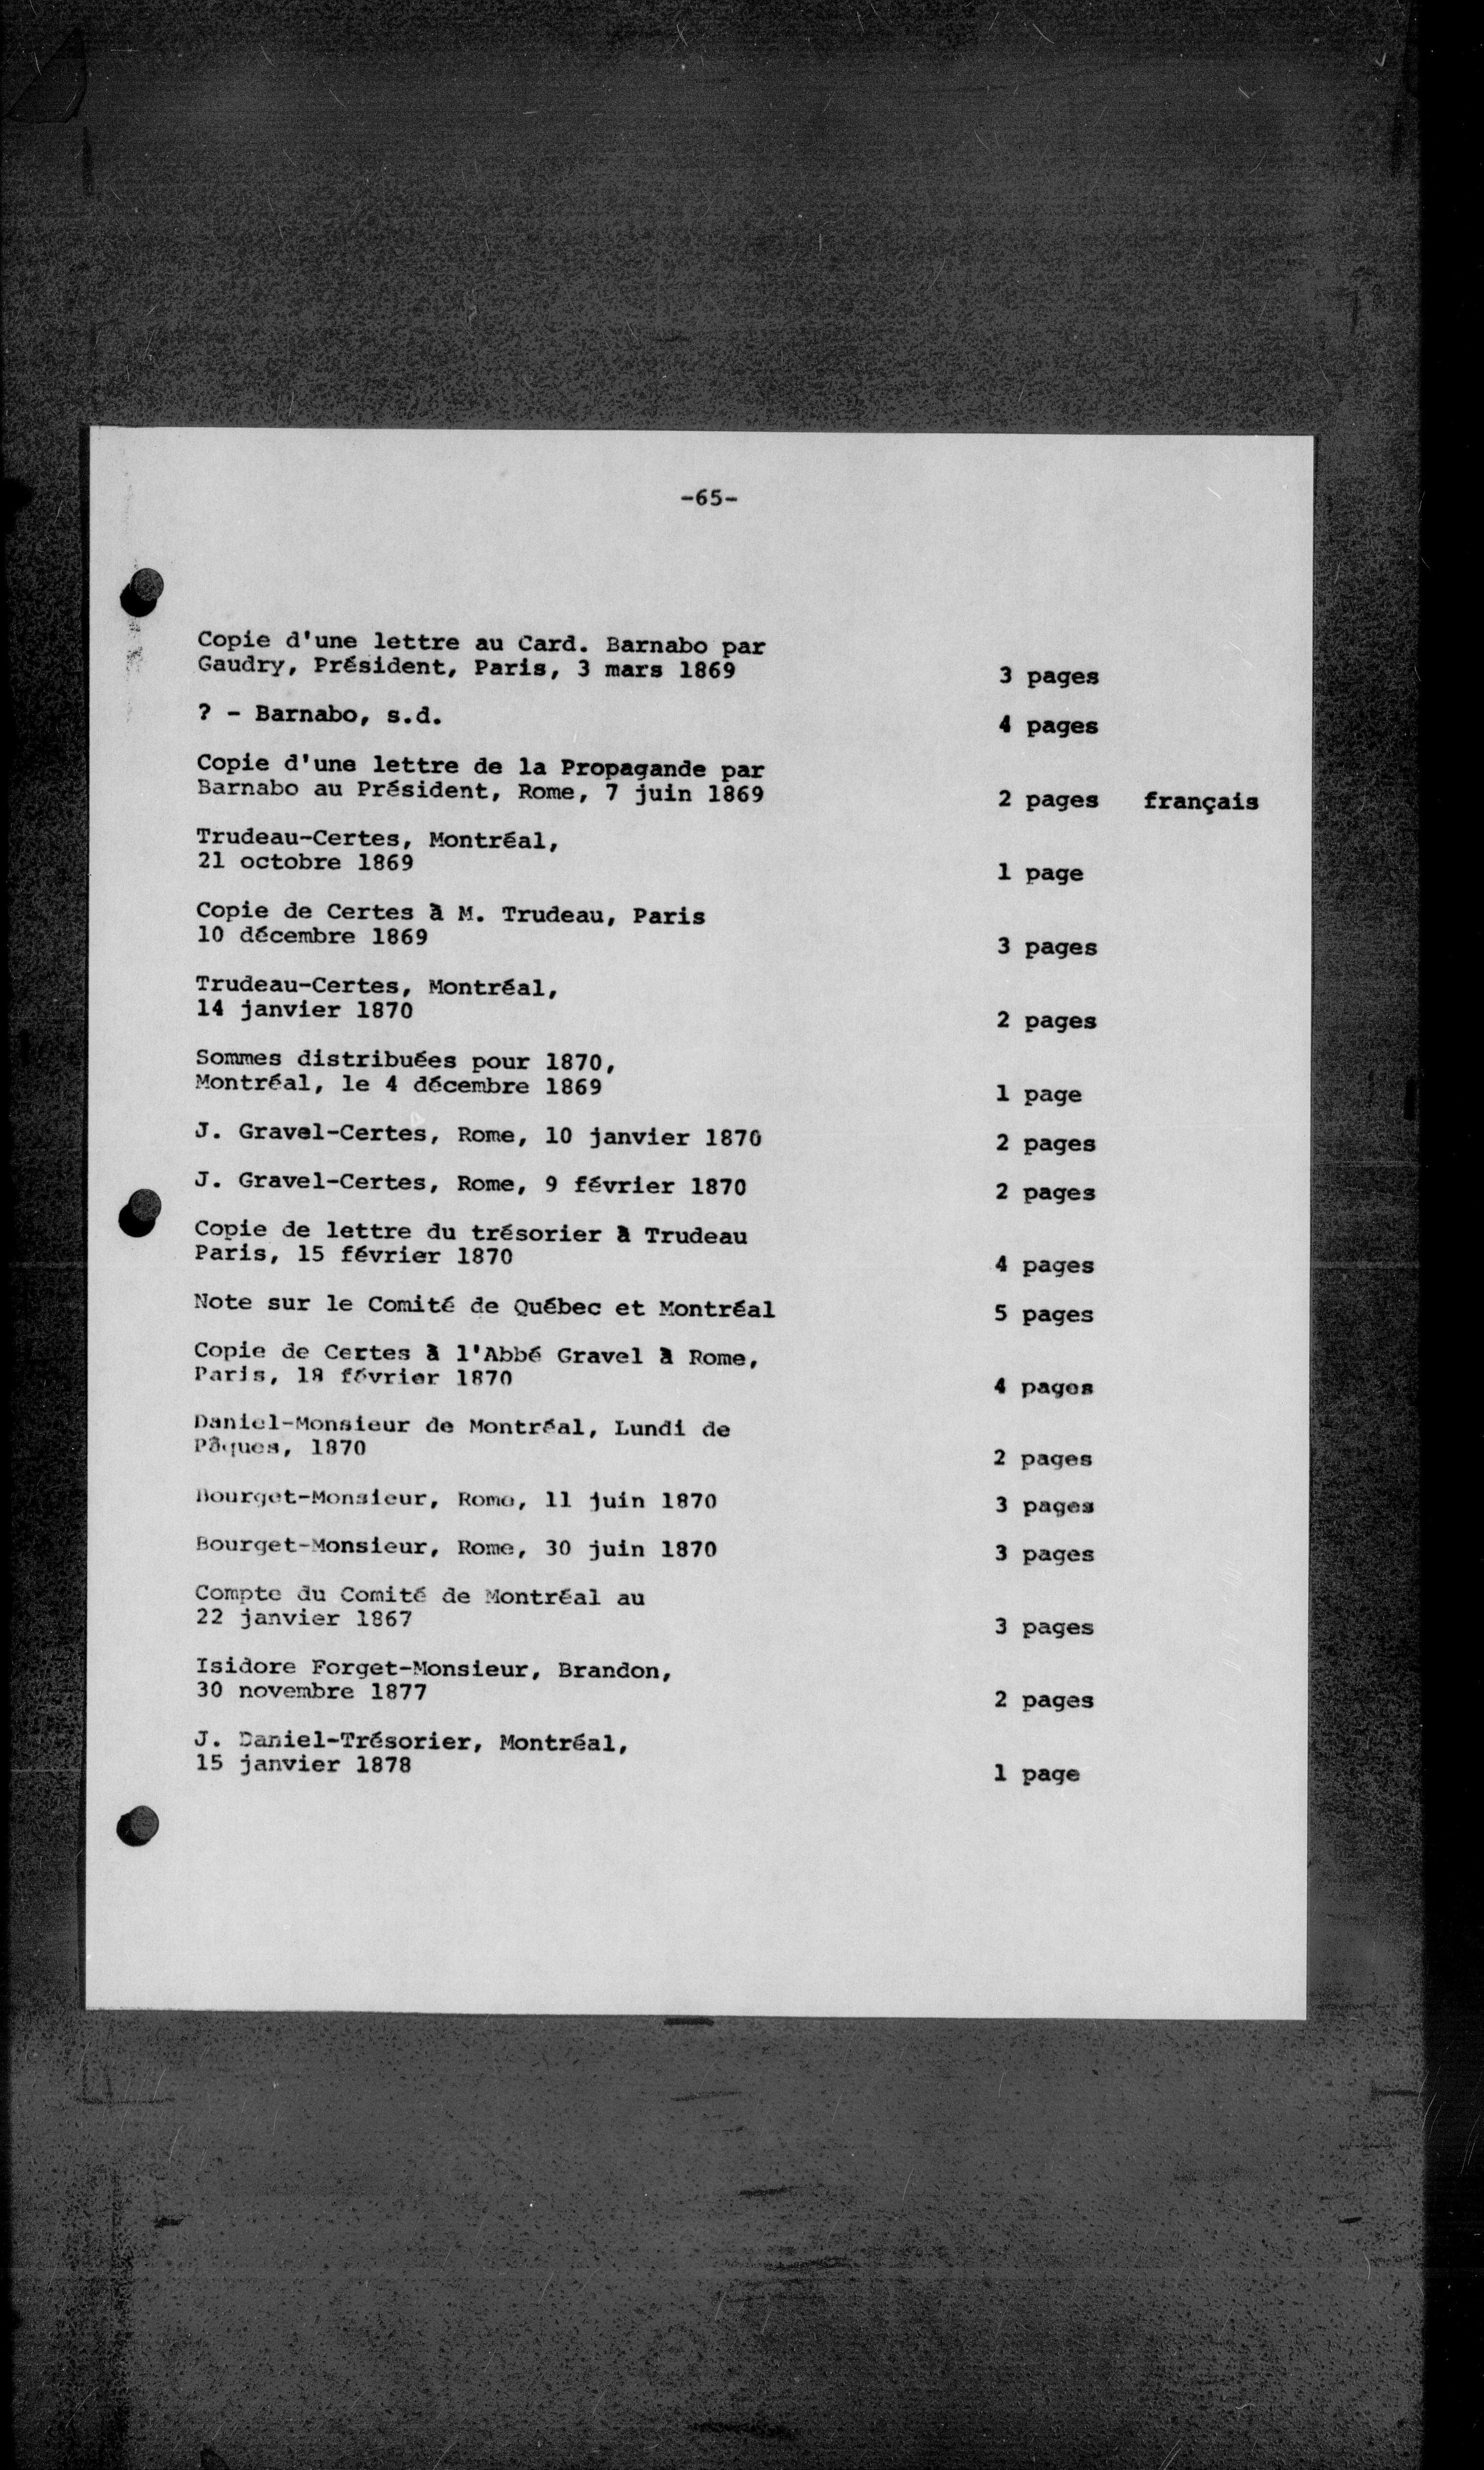 -65-
Copie d'une lettre au Card. Barnabo par
Gaudry, Président, Paris, 3 mars 1869 3 pages
? - Barnabo, s.d. 4 pages
Copie d'une lettre de la Propagande par
Barnabo au Président, Rome, 7 juin 1869 2 pages français
Trudeau-Certes, Montréal,
21 octobre 1869 1 page
Copie de Certes à M. Trudeau, Paris
10 décembre 1869 3 pages
Trudeau-Certes, Montréal,
14 janvier 1870 2 pages
Sommes distribuées pour 1870,
Montréal, le 4 décembre 1869 1 page
J. Gravel-Certes, Rome, 10 janvier 1870 2 pages
J. Gravel-Certes, Rome, 9 février 1870 2 pages
Copie de lettre du trésorier à Trudeau
Paris, 15 février 1870 4 pages
Note sur le Comité de Québec et Montréal 5 pages
Copie de Certes à l'Abbé Gravel à Rome,
Paris, 18 février 1870 4 pages
Daniel-Monsieur de Montréal, Lundi de
Pâques, 1870 2 pages
Bourget-Monsieur, Rome, 11 juin 1870 3 pages
Bourget-Monsieur, Rome, 30 juin 1870 3 pages
Compte du Comité de Montréal au
22 janvier 1867 3 pages
Isidore Forget-Monsieur, Brandon,
30 novembre 1877 2 pages
J. Daniel-Trésorier, Montréal,
15 janvier 1878 1 page